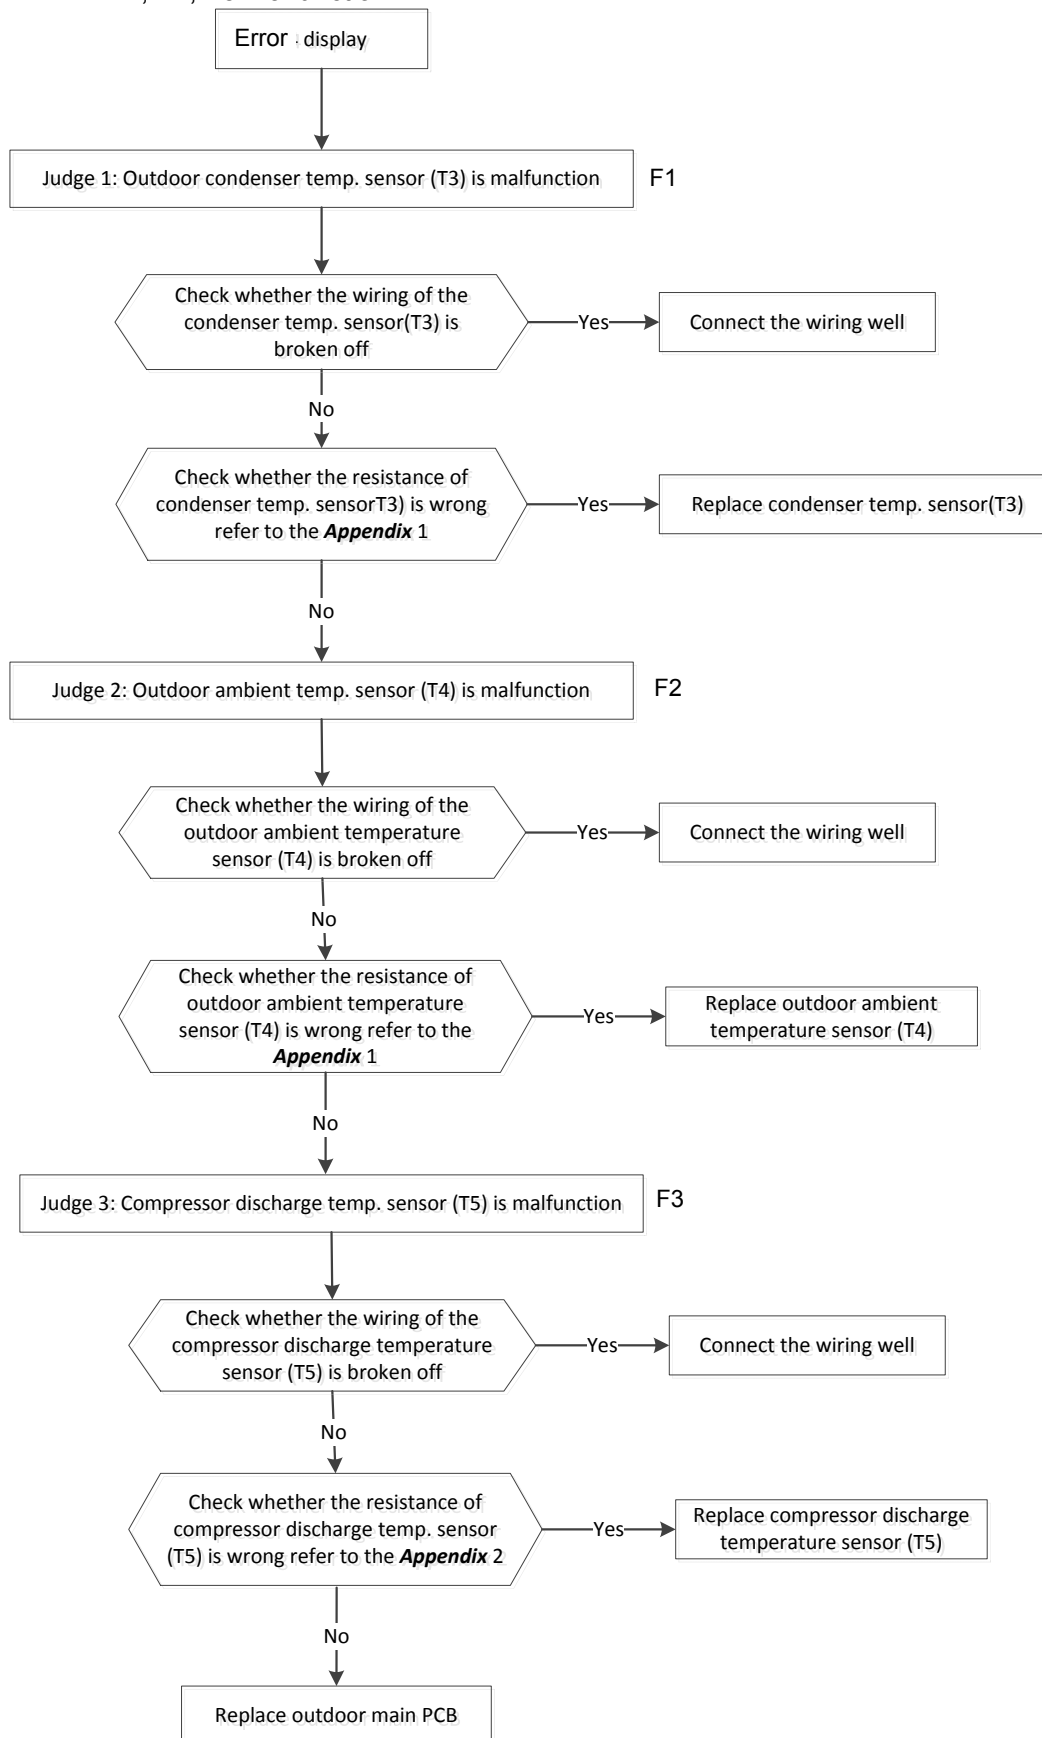 Error display
Judge 1: Outdoor condenser temp. sensor (T3) is malfunction
F1
Check whether the wiring of the
condenser temp. sensor(T3) is
broken off
Yes
Connect the wiring well
No
Check whether the resistance of
condenser temp. sensorT3) is wrong
refer to the Appendix 1
Yes
Replace condenser temp. sensor(T3)
No
Judge 2: Outdoor ambient temp. sensor (T4) is malfunction
F2
Check whether the wiring of the
outdoor ambient temperature
sensor (T4) is broken off
Yes
Connect the wiring well
No
Check whether the resistance of
outdoor ambient temperature
sensor (T4) is wrong refer to the
Appendix 1
Yes
Replace outdoor ambient
temperature sensor (T4)
No
Judge 3: Compressor discharge temp. sensor (T5) is malfunction
F3
Check whether the wiring of the
compressor discharge temperature
sensor (T5) is broken off
Yes
Connect the wiring well
No
Check whether the resistance of
compressor discharge temp. sensor
(T5) is wrong refer to the Appendix 2
Yes
Replace compressor discharge
temperature sensor (T5)
No
Replace outdoor main PCB